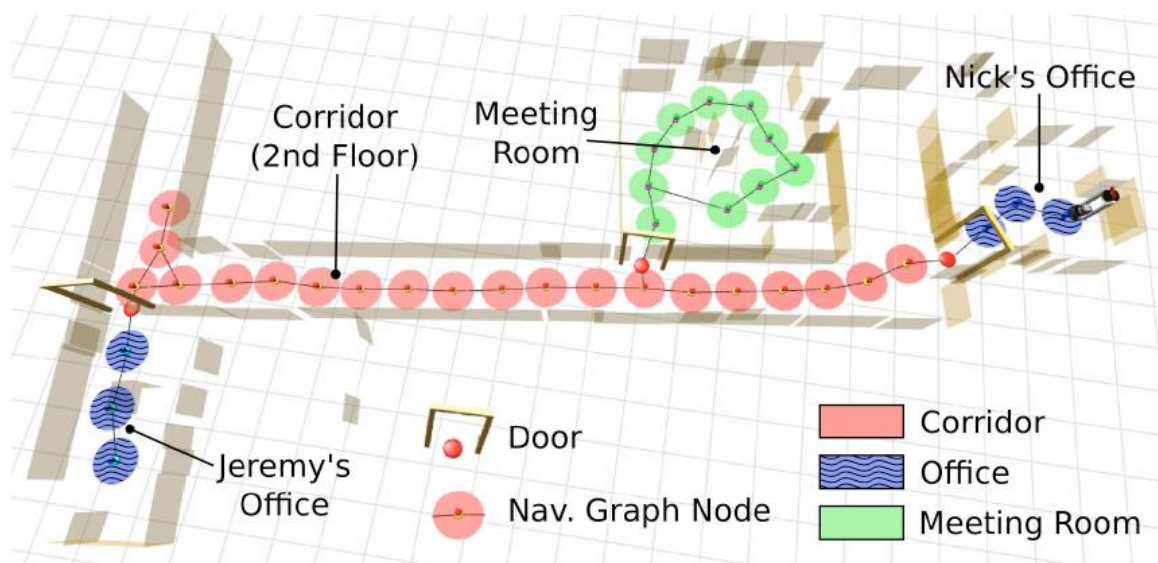 Corridor
(2nd Floor)
Meeting
Room
Nick's Office
Jeremy's
Office
Door
Nav. Graph Node
Corridor
Office
Meeting Room